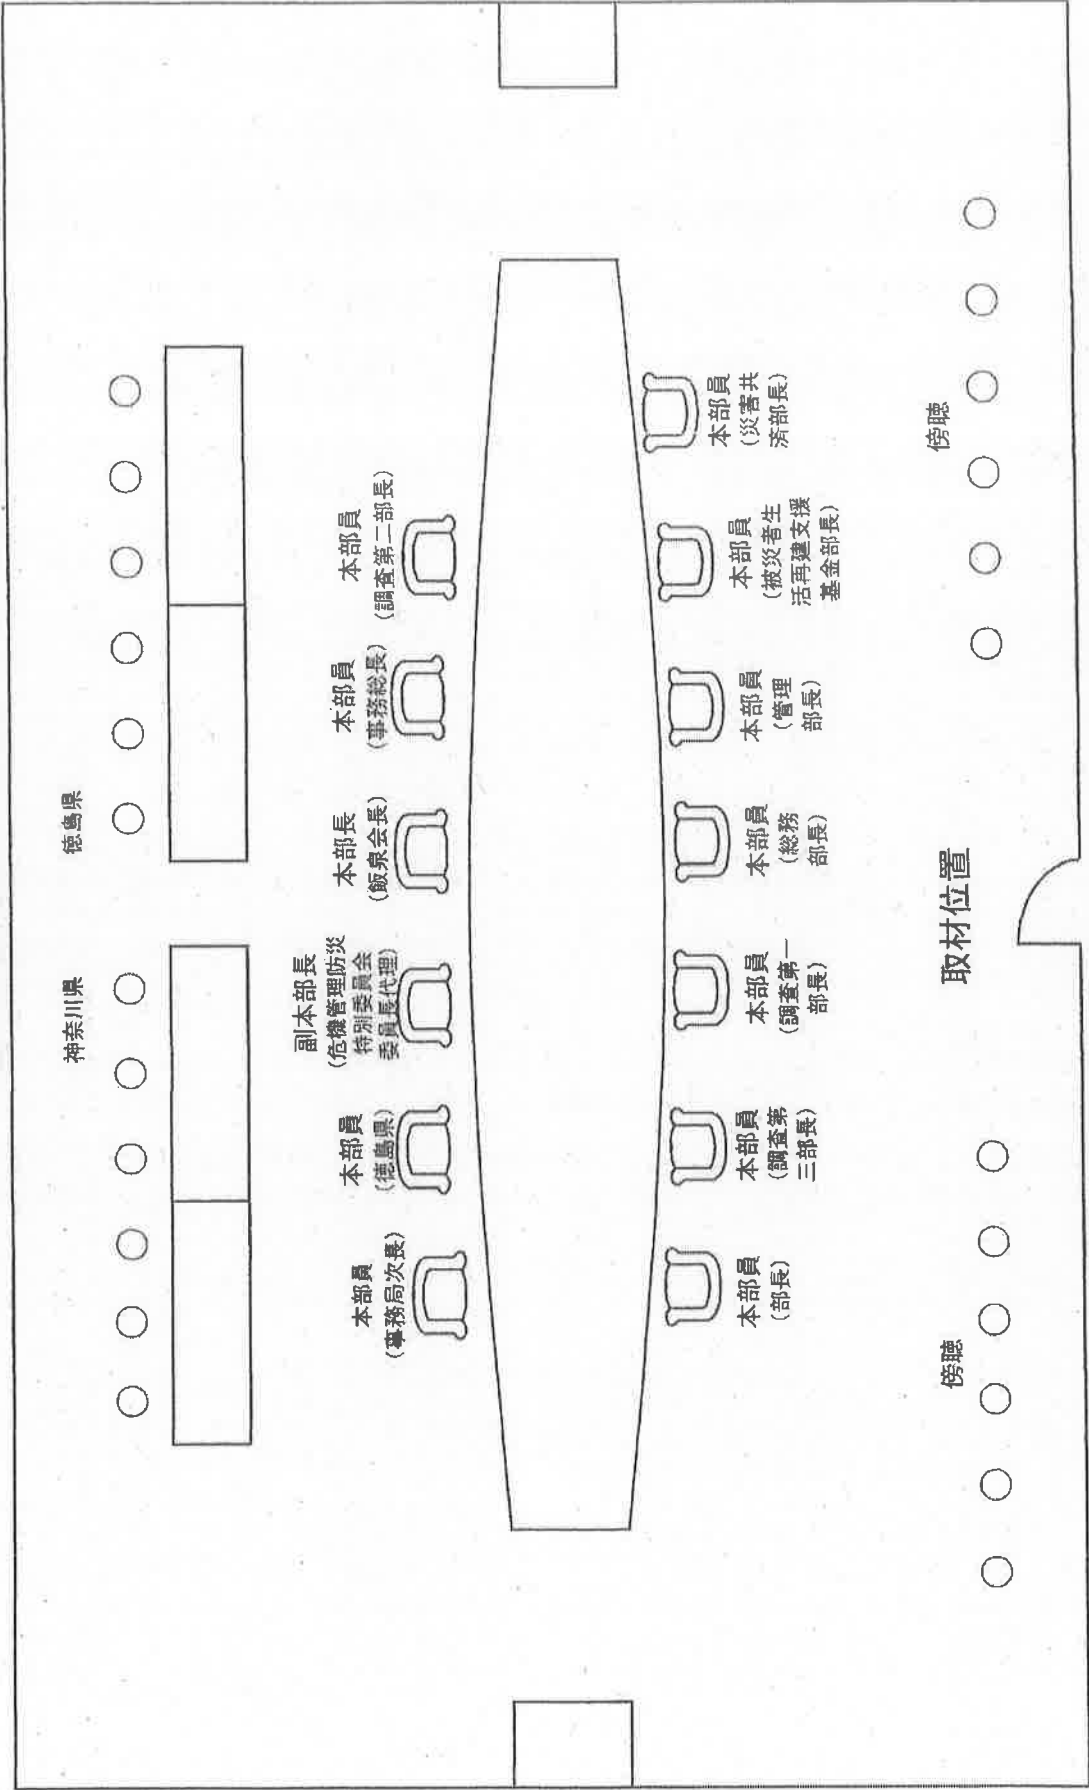 神奈川県
徳島県
本部員
(事務局次長)
本部員
(徳島県)
副本部長
(危機管理防災
特別委員会
委員長代理)
本部長
(飯泉会長)
本部員
(事務総長)
本部員
(調査第二部長)
本部員
(部長)
本部員
(調査第
三部長)
本部員
(調査第一
部長)
本部員
(総務
部長)
本部員
(管理
部長)
本部員
(被災者生
活再建支援
基金部長)
本部員
(災害共
済部長)
傍聴
取材位置
傍聴